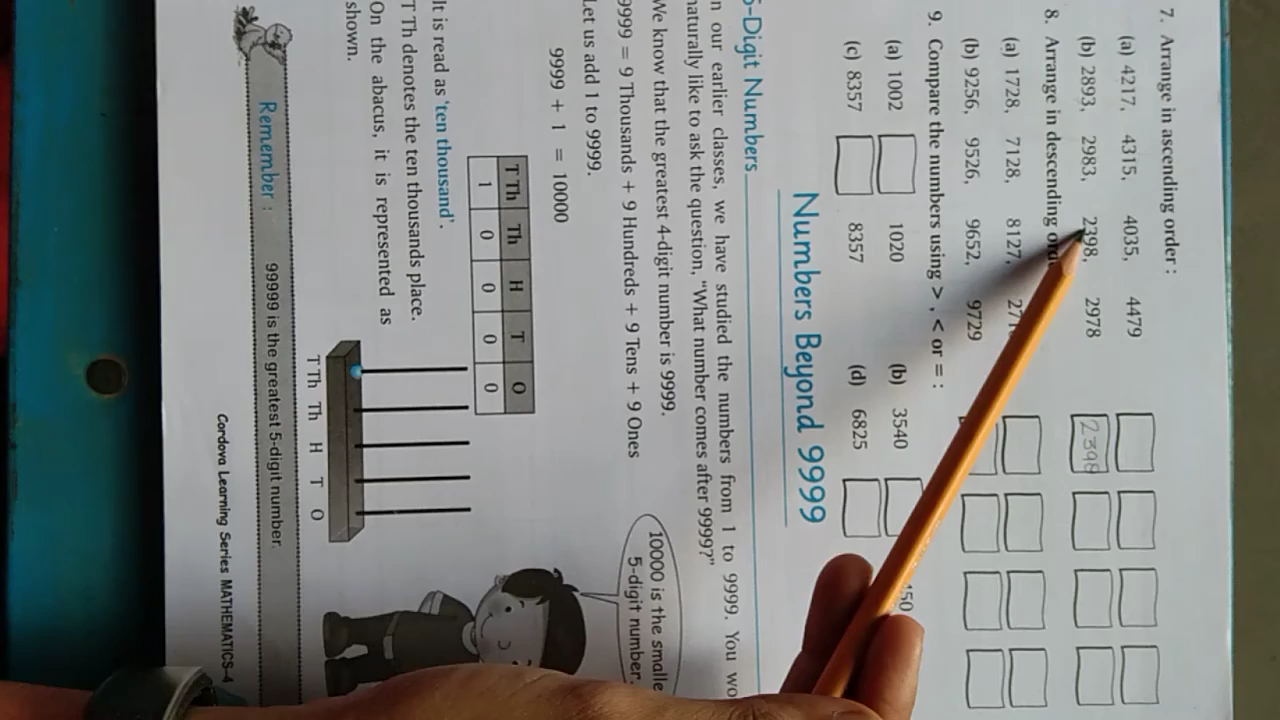 7. Arrange in ascending order :
(a) 4217, 4315, 4035, 4479
(b) 2893, 2983, 2398, 2978 2398
8. Arrange in descending
(a) 1728, 7128, 8127,
(b) 9256, 9526, 9652, 9729
9. Compare the numbers using > , < or = :
(a) 1002 1020 (b) 3540
(c) 8357 8357 (d) 6825
Numbers Beyond 9999
5-Digit Numbers
n our earlier classes, we have studied the numbers from 1 to 9999. You wo
naturally like to ask the question, "What number comes after 9999?"
We know that the greatest 4-digit number is 9999.
9999 = 9 Thousands + 9 Hundreds + 9 Tens + 9 Ones
Let us add 1 to 9999.
9999 + 1 = 10000
10000 is the smalle
5-digit number.
T Th Th H T O
1 0 0 0 0
It is read as 'ten thousand'.
T Th denotes the ten thousands place.
On the abacus, it is represented as
shown.
T Th Th H T O
Remember : 99999 is the greatest 5-digit number.
Cordova Learning Series MATHEMATICS–4